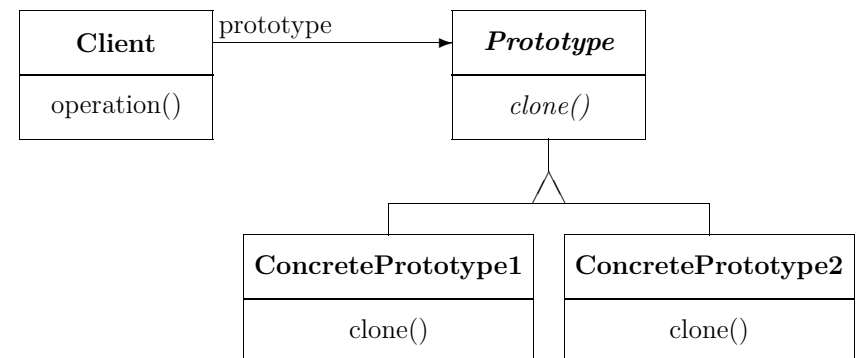 prototype
Client
Prototype
operation()
clone()
ConcretePrototype1
ConcretePrototype2
clone()
clone()